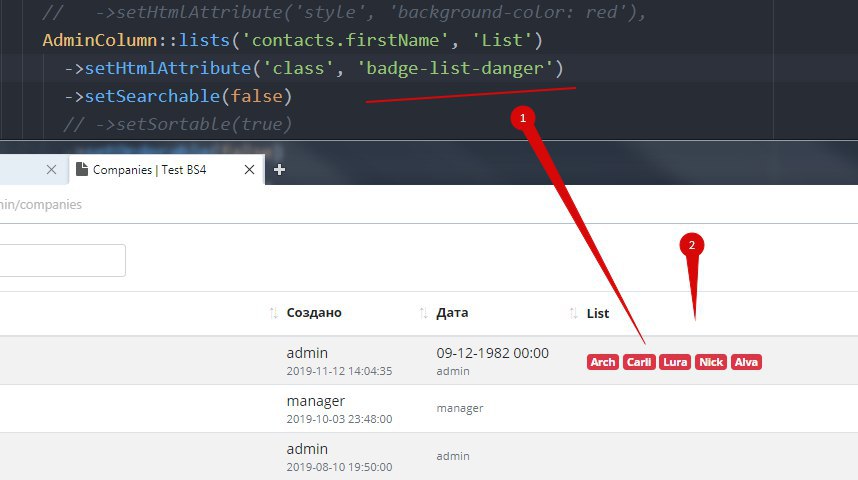 //   ->setHtmlAttribute('style', 'background-color: red'),
AdminColumn::lists('contacts.firstName', 'List')
->setHtmlAttribute('class', 'badge-list-danger')
->setSearchable(false)
// ->setSortable(true)
->setOrderable(false)
1
Companies | Test BS4
min/companies
2
Создано Дата List
admin 09-12-1982 00:00 Arch Carli Lura Nick Alva
2019-11-12 14:04:35 admin
manager
2019-10-03 23:48:00 manager
admin
2019-08-10 19:50:00 admin